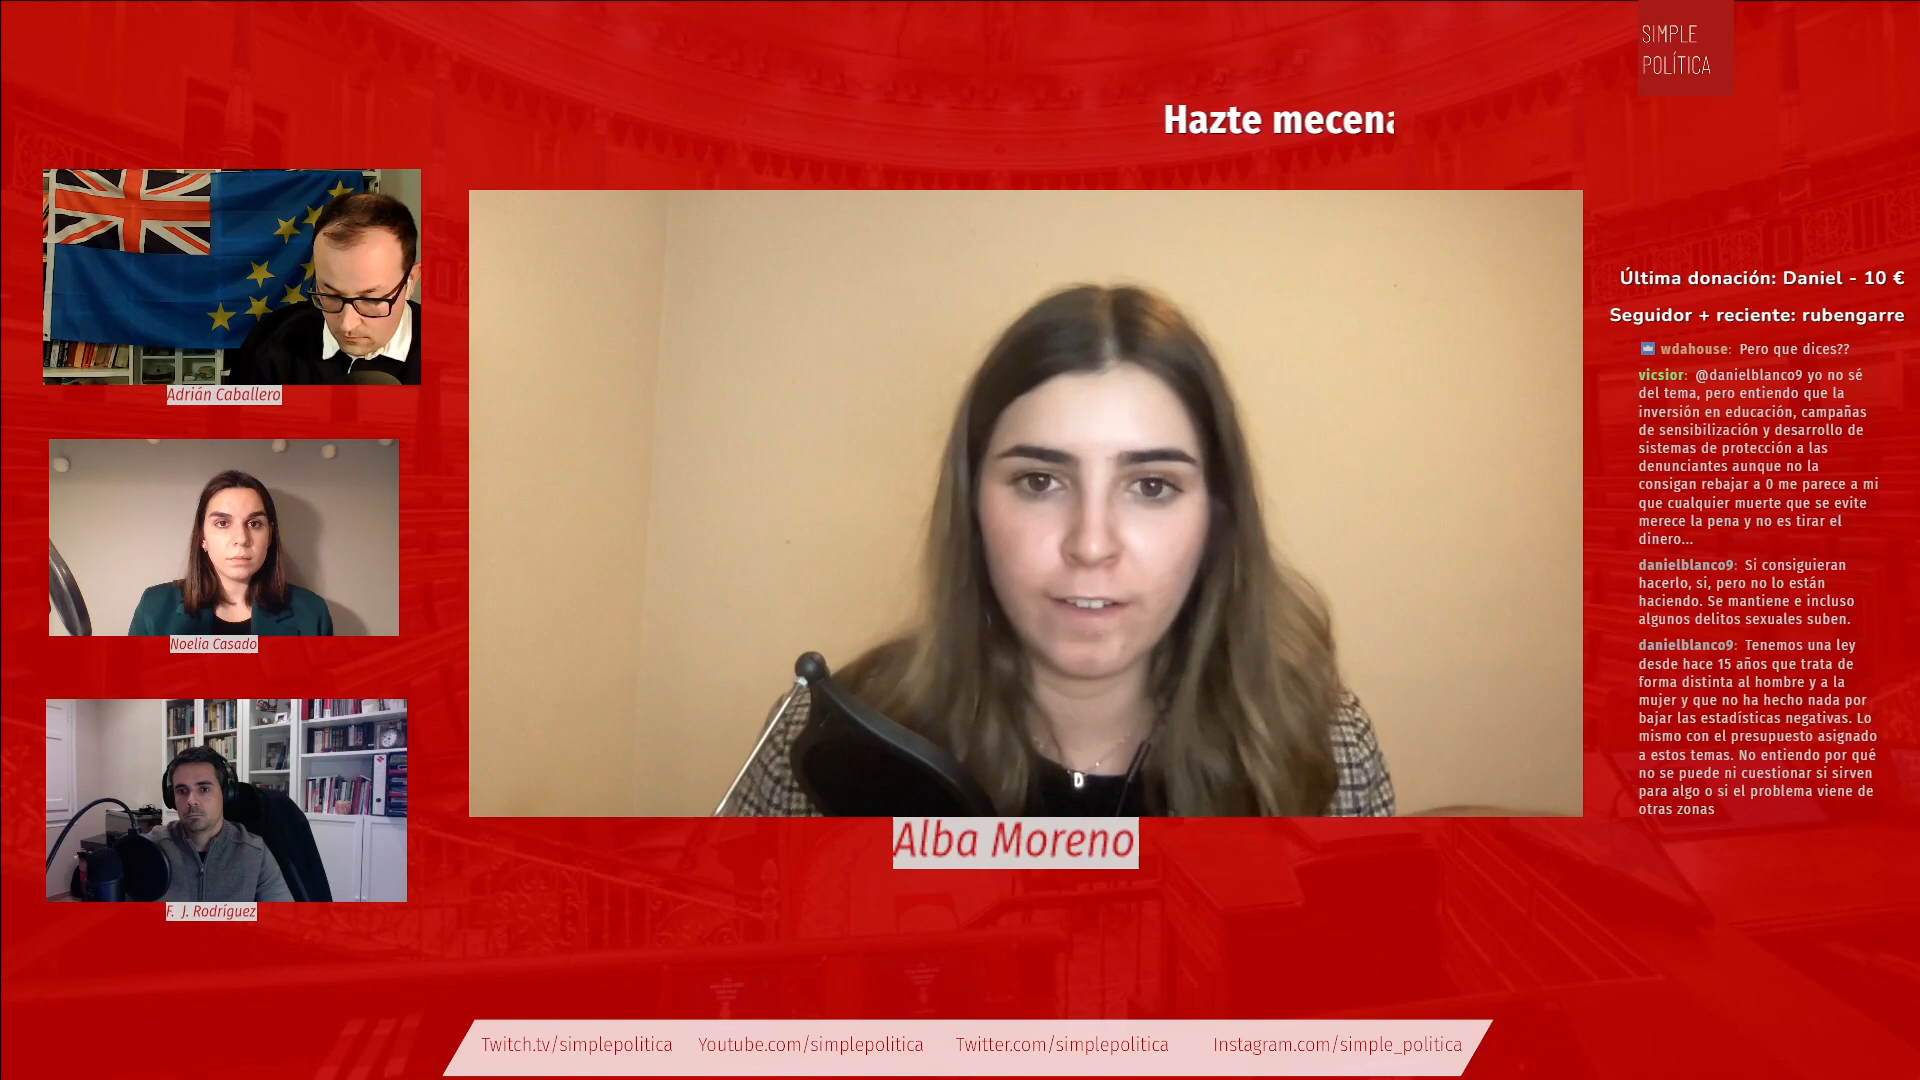 SIMPLE
POLÍTICA
Hazte mecena
Adrián Caballero
Noelia Casado
F. J. Rodríguez
Alba Moreno
D
Última donación: Daniel - 10 €
Seguidor + reciente: rubengarre
wdahouse: Pero que dices??
vicsior: @danielblanco9 yo no sé
del tema, pero entiendo que la
inversión en educación, campañas
de sensibilización y desarrollo de
sistemas de protección a las
denunciantes aunque no la
consigan rebajar a 0 me parece a mi
que cualquier muerte que se evite
merece la pena y no es tirar el
dinero...
danielblanco9: Si consiguieran
hacerlo, si, pero no lo están
haciendo. Se mantiene e incluso
algunos delitos sexuales suben.
danielblanco9: Tenemos una ley
desde hace 15 años que trata de
forma distinta al hombre y a la
mujer y que no ha hecho nada por
bajar las estadísticas negativas. Lo
mismo con el presupuesto asignado
a estos temas. No entiendo por qué
no se puede ni cuestionar si sirven
para algo o si el problema viene de
otras zonas
Twitch.tv/simplepolitica Youtube.com/simplepolitica Twitter.com/simplepolitica Instagram.com/simple_politica